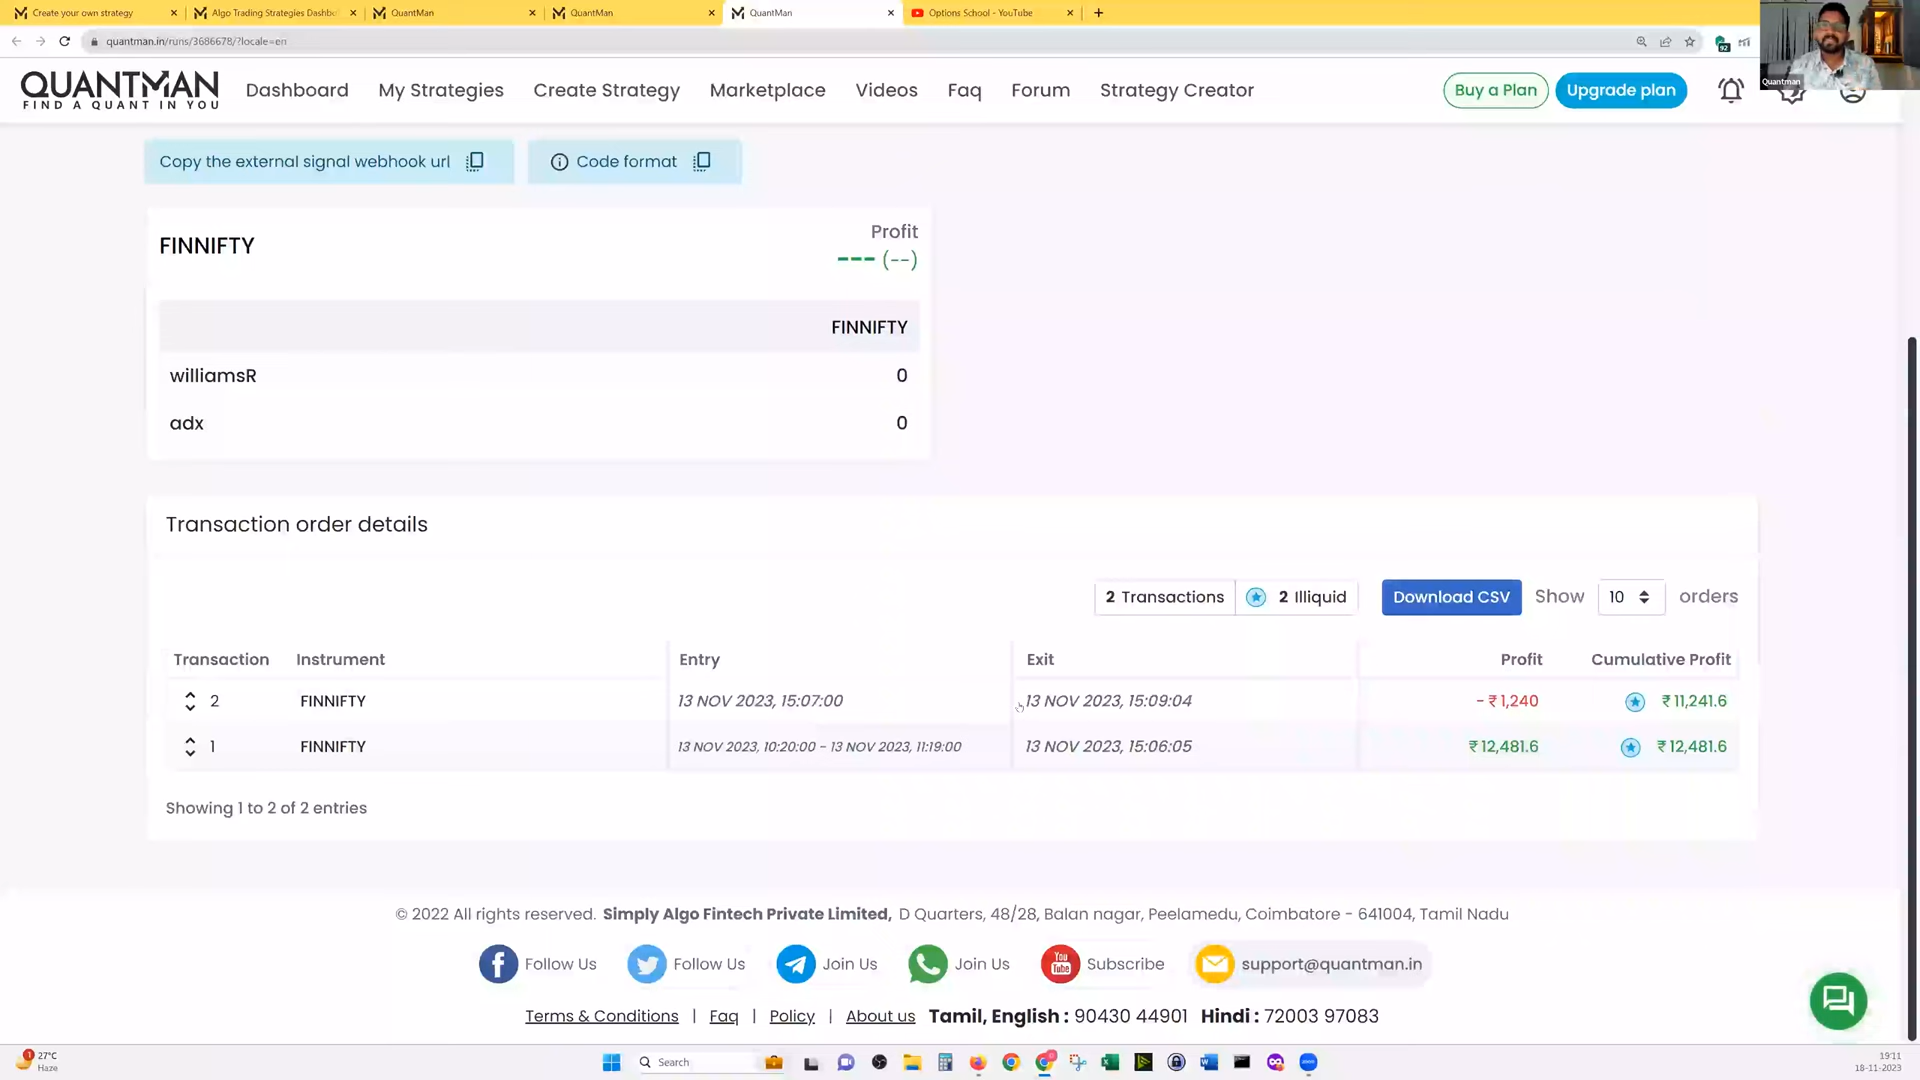 Create your own strategy
Algo Trading Strategies Dashbo
QuantMan
QuantMan
QuantMan
Options School - YouTube
quantman.in/runs/3686678/?locale=en
92
Quantman
QUANTMAN
FIND A QUANT IN YOU
Dashboard
My Strategies
Create Strategy
Marketplace
Videos
Faq
Forum
Strategy Creator
Buy a Plan
Upgrade plan
Copy the external signal webhook url
Code format
FINNIFTY
Profit
--- (--)
FINNIFTY
williamsR 0
adx 0
Transaction order details
2 Transactions
2 Illiquid
Download CSV
Show 10 orders
Transaction Instrument Entry Exit Profit Cumulative Profit
2 FINNIFTY 13 NOV 2023, 15:07:00 13 NOV 2023, 15:09:04 - ₹ 1,240 ₹ 11,241.6
1 FINNIFTY 13 NOV 2023, 10:20:00 - 13 NOV 2023, 11:19:00 13 NOV 2023, 15:06:05 ₹ 12,481.6 ₹ 12,481.6
Showing 1 to 2 of 2 entries
© 2022 All rights reserved. Simply Algo Fintech Private Limited, D Quarters, 48/28, Balan nagar, Peelamedu, Coimbatore - 641004, Tamil Nadu
Follow Us
Follow Us
Join Us
Join Us
You Tube
Subscribe
support@quantman.in
Terms & Conditions | Faq | Policy | About us Tamil, English : 90430 44901 Hindi : 72003 97083
1
27°C
Haze
Search
19:11
18-11-2023